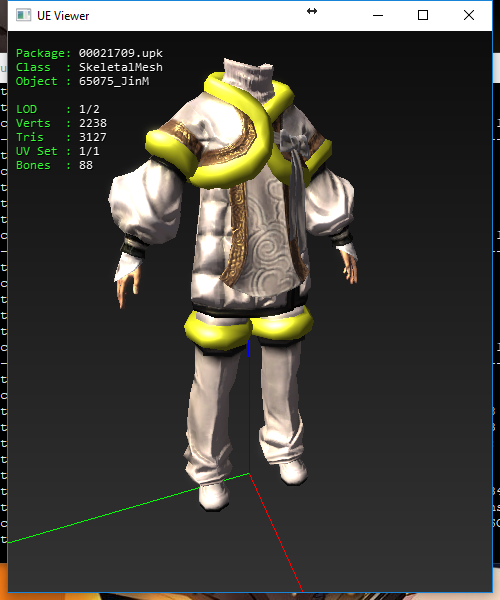 UE Viewer
Package: 00021709.upk
Class  : SkeletalMesh
Object : 65075_JinM
LOD    : 1/2
Verts  : 2238
Tris   : 3127
UV Set : 1/1
Bones  : 88